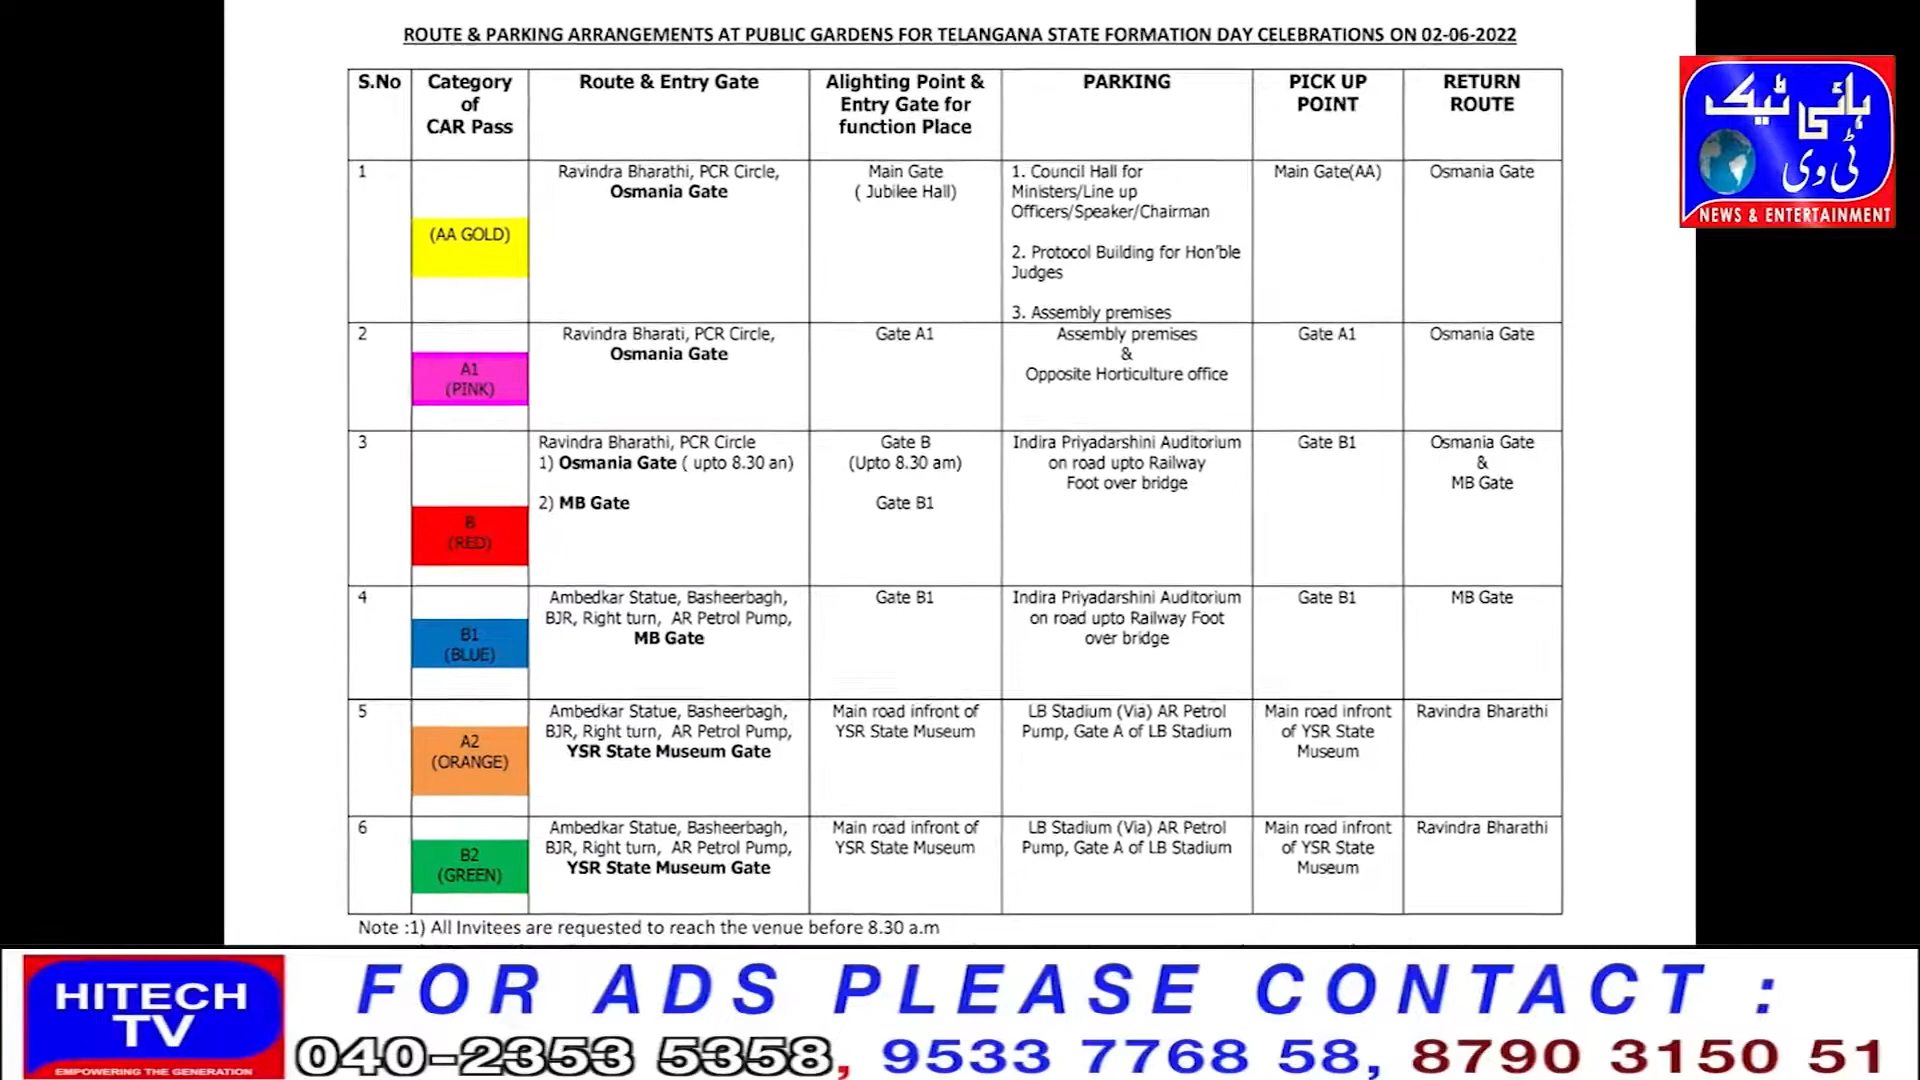 ROUTE & PARKING ARRANGEMENTS AT PUBLIC GARDENS FOR TELANGANA STATE FORMATION DAY CELEBRATIONS ON 02-06-2022
S.No
Category
of
CAR Pass
Route & Entry Gate
Alighting Point &
Entry Gate for
function Place
PARKING
PICK UP
POINT
RETURN
ROUTE
1
(AA GOLD)
Ravindra Bharathi, PCR Circle,
Osmania Gate
Main Gate
( Jubilee Hall)
1. Council Hall for
Ministers/Line up
Officers/Speaker/Chairman
2. Protocol Building for Hon'ble
Judges
3. Assembly premises
Main Gate(AA)
Osmania Gate
2
A1
(PINK)
Ravindra Bharati, PCR Circle,
Osmania Gate
Gate A1
Assembly premises
&
Opposite Horticulture office
Gate A1
Osmania Gate
3
B
(RED)
Ravindra Bharathi, PCR Circle
1) Osmania Gate ( upto 8.30 an)
2) MB Gate
Gate B
(Upto 8.30 am)
Gate B1
Indira Priyadarshini Auditorium
on road upto Railway
Foot over bridge
Gate B1
Osmania Gate
&
MB Gate
4
B1
(BLUE)
Ambedkar Statue, Basheerbagh,
BJR, Right turn, AR Petrol Pump,
MB Gate
Gate B1
Indira Priyadarshini Auditorium
on road upto Railway Foot
over bridge
Gate B1
MB Gate
5
A2
(ORANGE)
Ambedkar Statue, Basheerbagh,
BJR, Right turn, AR Petrol Pump,
YSR State Museum Gate
Main road infront of
YSR State Museum
LB Stadium (Via) AR Petrol
Pump, Gate A of LB Stadium
Main road infront
of YSR State
Museum
Ravindra Bharathi
6
B2
(GREEN)
Ambedkar Statue, Basheerbagh,
BJR, Right turn, AR Petrol Pump,
YSR State Museum Gate
Main road infront of
YSR State Museum
LB Stadium (Via) AR Petrol
Pump, Gate A of LB Stadium
Main road infront
of YSR State
Museum
Ravindra Bharathi
Note :1) All Invitees are requested to reach the venue before 8.30 a.m
ہائی ٹیک
ٹی وی
NEWS & ENTERTAINMENT
HITECH
TV
EMPOWERING THE GENERATION
FOR ADS PLEASE CONTACT :
040-2353 5358, 9533 7768 58, 8790 3150 51